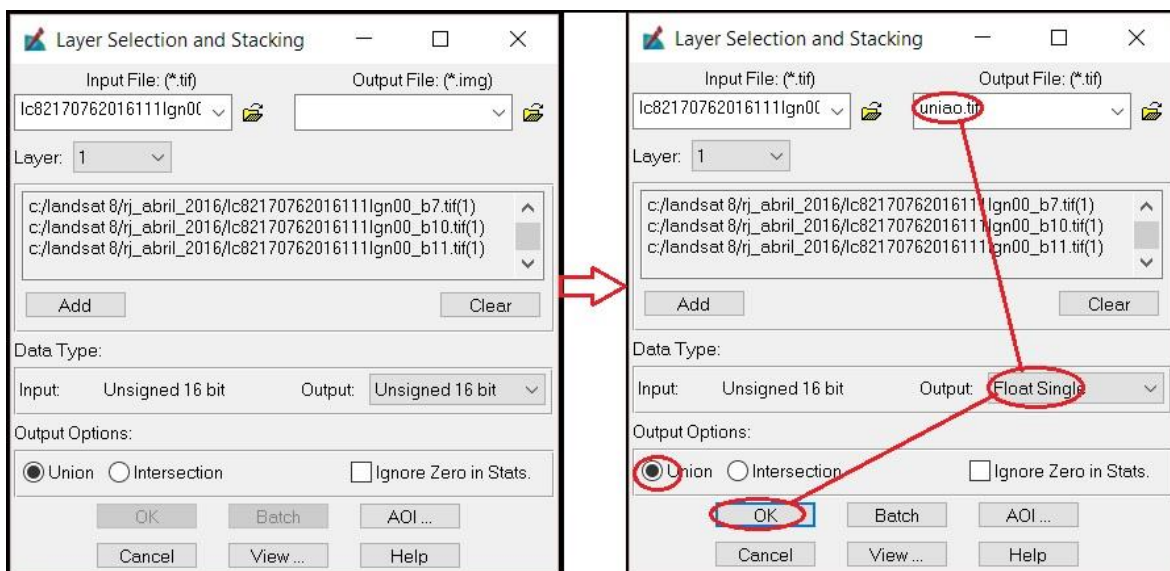 Layer Selection and Stacking
Input File: (*.tif) Output File: (*.img)
lc82170762016111lgn0(
Layer: 1
c:/landsat 8/rj_abril_2016/lc82170762016111lgn00_b7.tif(1)
c:/landsat 8/rj_abril_2016/lc82170762016111lgn00_b10.tif(1)
c:/landsat 8/rj_abril_2016/lc82170762016111lgn00_b11.tif(1)
Add Clear
Data Type:
Input: Unsigned 16 bit Output: Unsigned 16 bit
Output Options:
Union Intersection Ignore Zero in Stats.
OK Batch AOI ...
Cancel View ... Help
Layer Selection and Stacking
Input File: (*.tif) Output File: (*.tif)
lc82170762016111lgn0( uniao.tif
Layer: 1
c:/landsat 8/rj_abril_2016/lc82170762016111lgn00_b7.tif(1)
c:/landsat 8/rj_abril_2016/lc82170762016111lgn00_b10.tif(1)
c:/landsat 8/rj_abril_2016/lc82170762016111lgn00_b11.tif(1)
Add Clear
Data Type:
Input: Unsigned 16 bit Output: Float Single
Output Options:
Union Intersection Ignore Zero in Stats.
OK Batch AOI ...
Cancel View ... Help